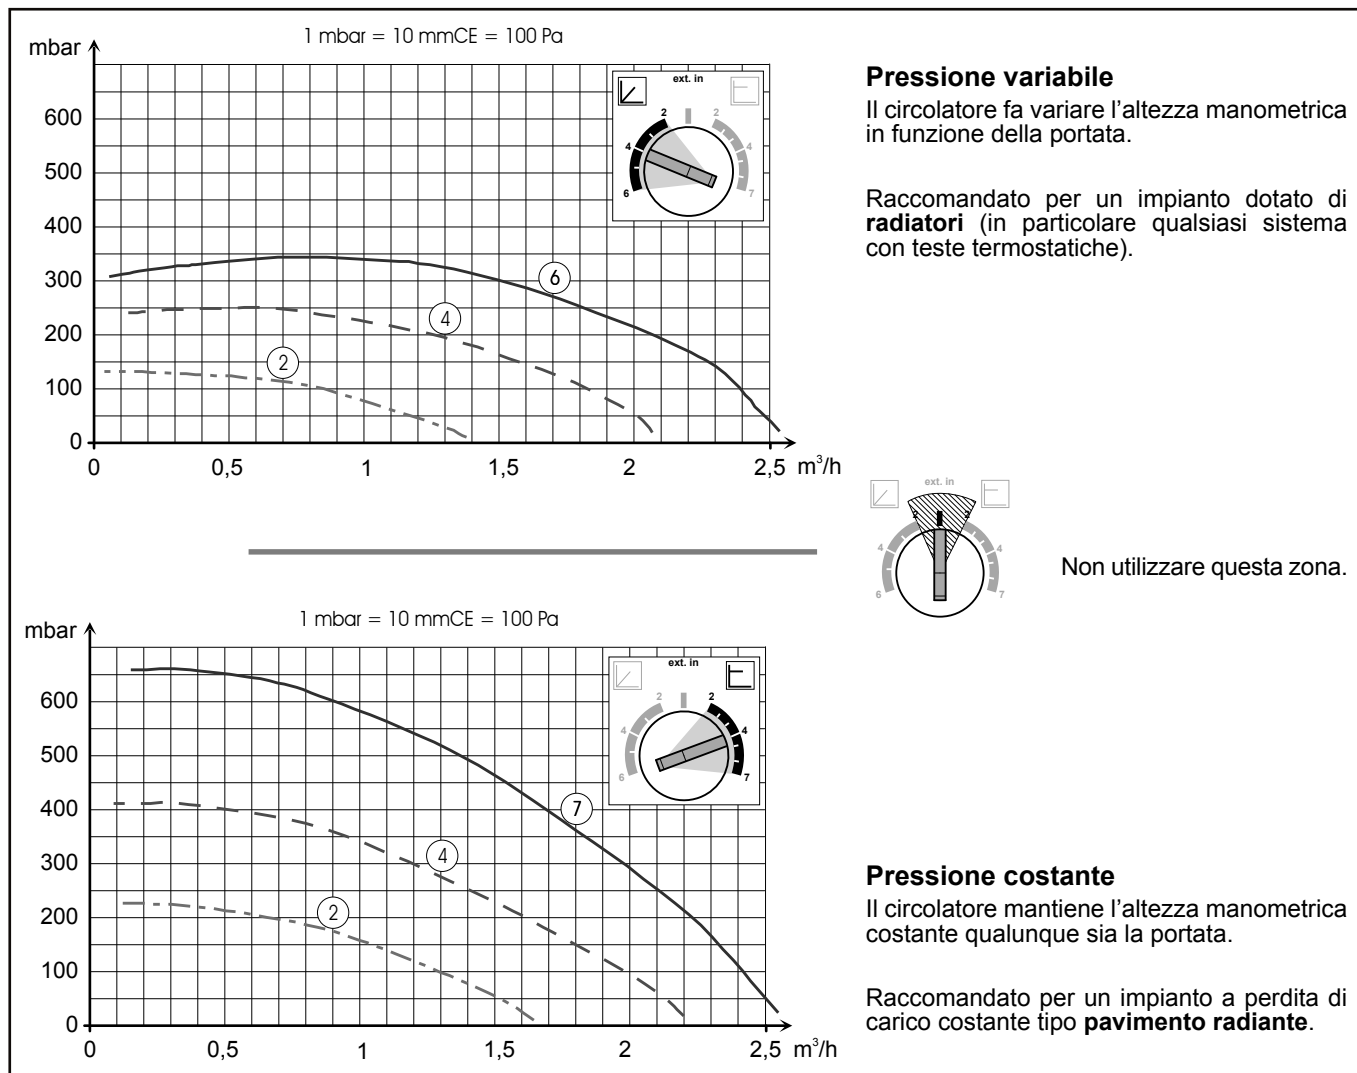 1 mbar = 10 mmCE = 100 Pa
mbar
600
500
400
300
200
100
0
0
0,5
1
1,5
2
2,5
m³/h
6
4
2
ext. in
2
4
6
2
4
7
Pressione variabile
Il circolatore fa variare l'altezza manometrica
in funzione della portata.
Raccomandato per un impianto dotato di
radiatori (in particolare qualsiasi sistema
con teste termostatiche).
ext. in
2
4
6
2
4
7
Non utilizzare questa zona.
1 mbar = 10 mmCE = 100 Pa
mbar
600
500
400
300
200
100
0
0
0,5
1
1,5
2
2,5
m³/h
7
4
2
ext. in
2
4
6
2
4
7
Pressione costante
Il circolatore mantiene l'altezza manometrica
costante qualunque sia la portata.
Raccomandato per un impianto a perdita di
carico costante tipo pavimento radiante.